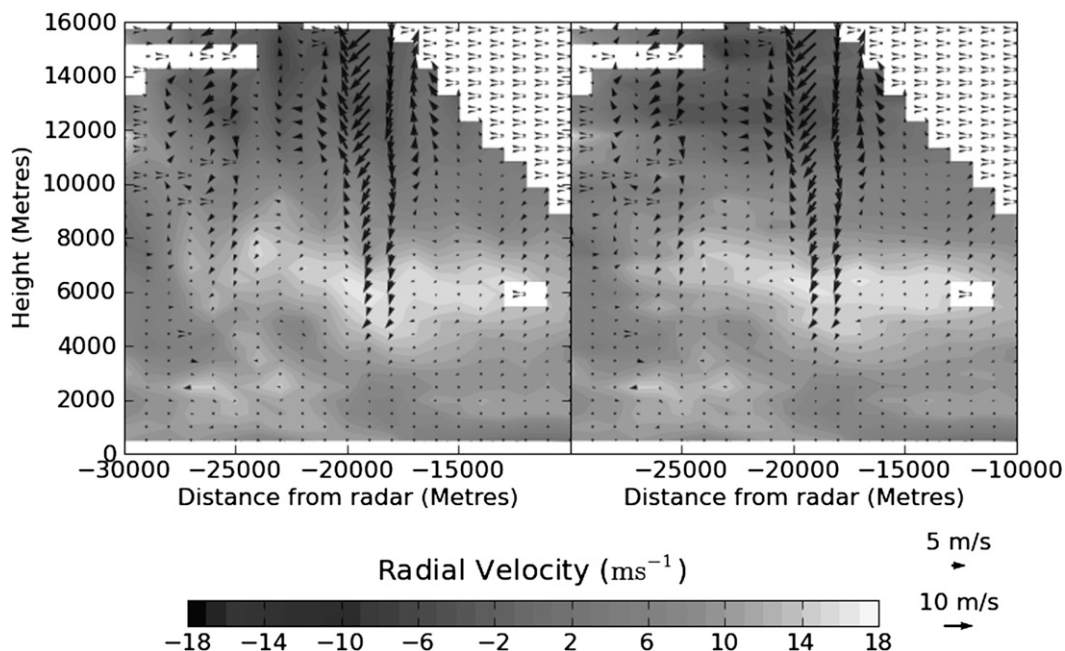 16000
14000
12000
10000
8000
6000
4000
2000
0
Height (Metres)
−30000 −25000 −20000 −15000 −25000 −20000 −15000 −10000
Distance from radar (Metres) Distance from radar (Metres)
5 m/s
Radial Velocity (ms⁻¹)
10 m/s
−18 −14 −10 −6 −2 2 6 10 14 18